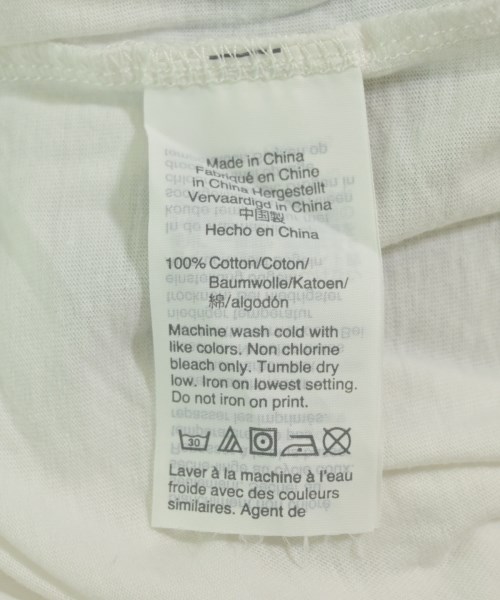 Made in China
Fabriqué en Chine
in China Hergestellt
Vervaardigd in China
中国製
Hecho en China
100% Cotton/Coton/
Baumwolle/Katoen/
綿/algodón
Machine wash cold with
like colors. Non chlorine
bleach only. Tumble dry
low. Iron on lowest setting.
Do not iron on print.
30
Laver à la machine à l'eau
froide avec des couleurs
similaires. Agent de